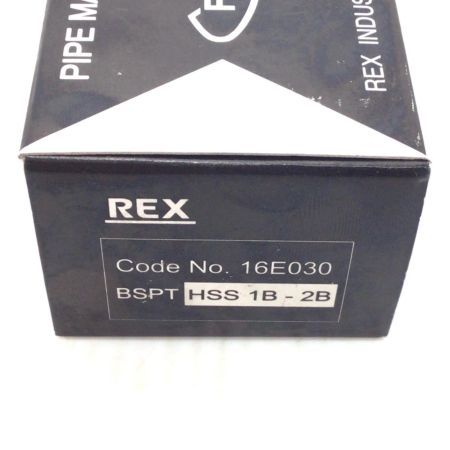 PIPE MA
REX INDUS
REX
Code No. 16E030
BSPT HSS 1B - 2B